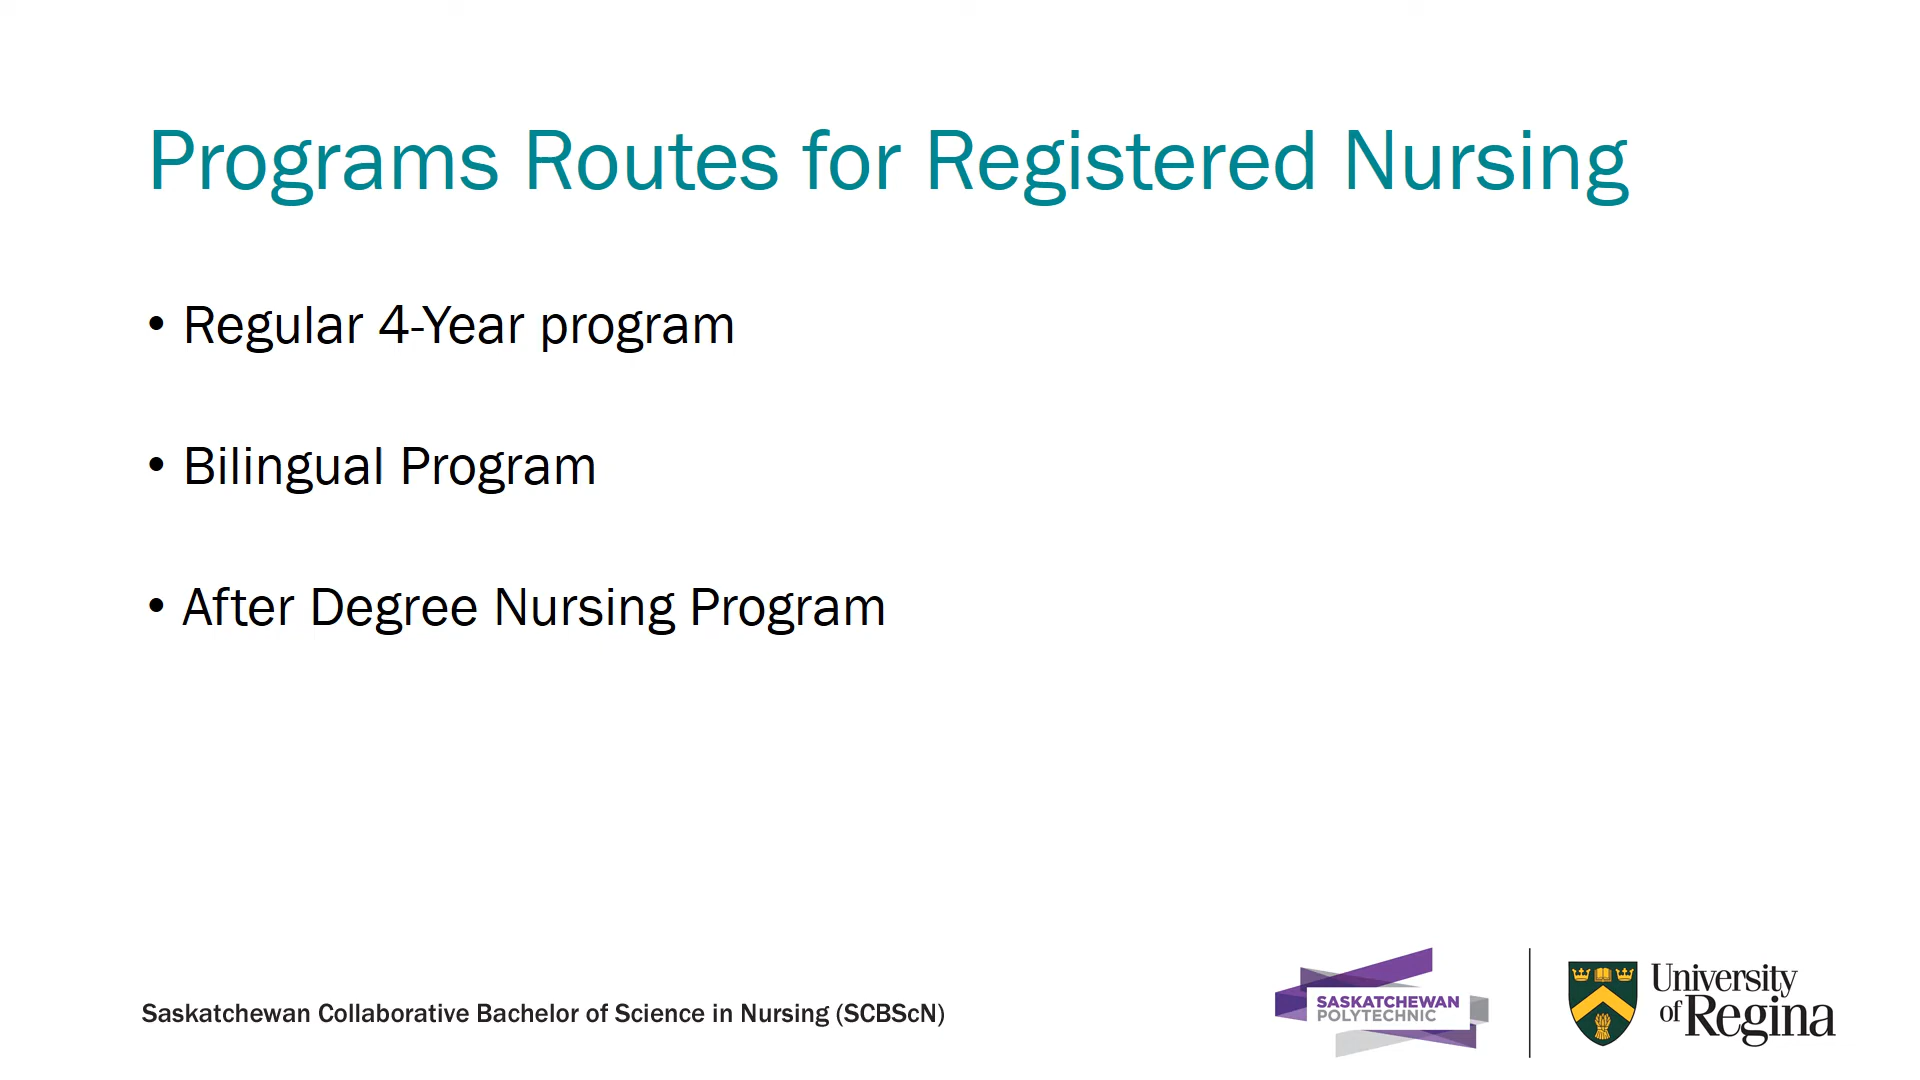 Programs Routes for Registered Nursing
• Regular 4-Year program
• Bilingual Program
• After Degree Nursing Program
Saskatchewan Collaborative Bachelor of Science in Nursing (SCBScN)
SASKATCHEWAN
POLYTECHNIC
University
of Regina